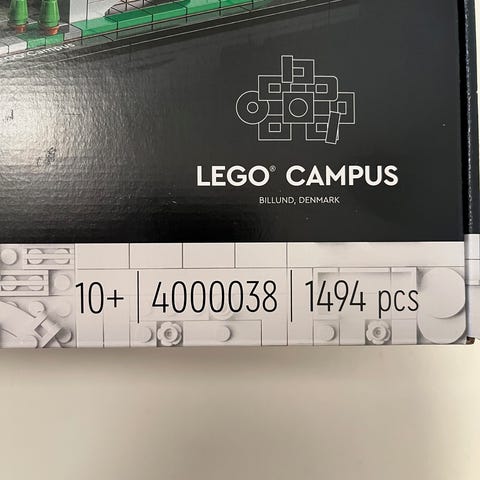 LEGO® CAMPUS
BILLUND, DENMARK
10+ | 4000038 | 1494 pcs